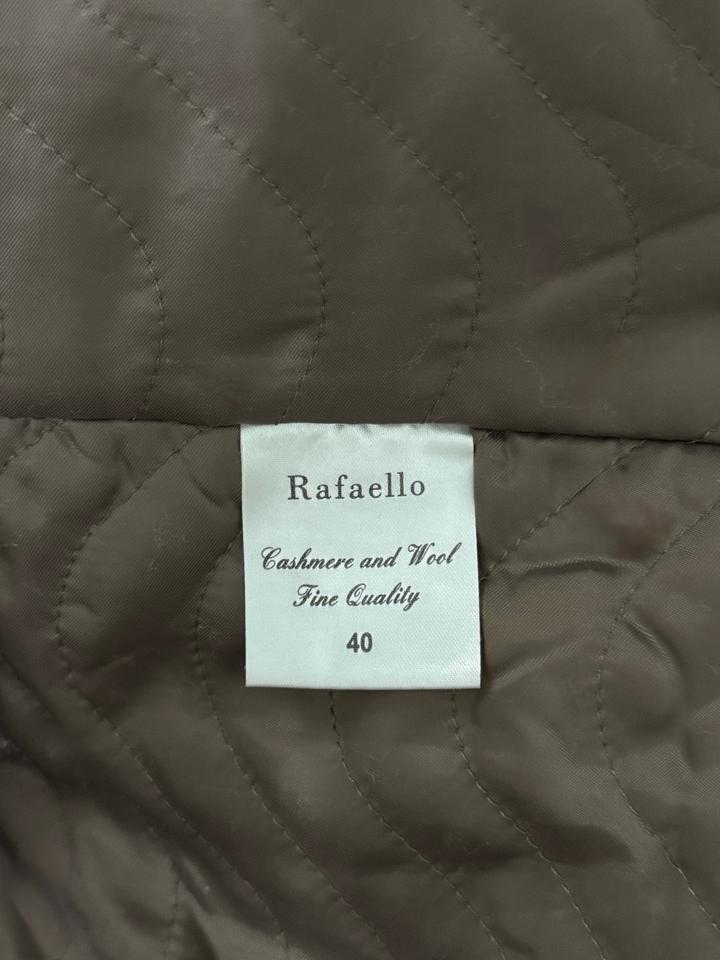 Rafaello
Cashmere and Wool
Fine Quality
40